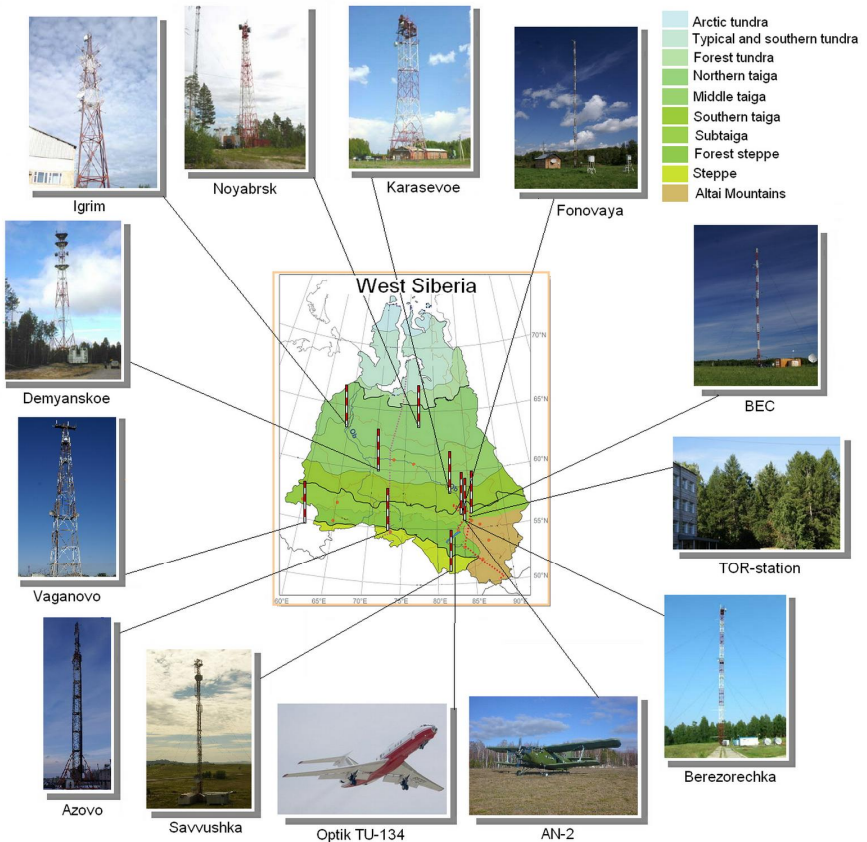 Arctic tundra
Typical and southern tundra
Forest tundra
Northern taiga
Middle taiga
Southern taiga
Subtaiga
Forest steppe
Steppe
Altai Mountains
Igrim
Noyabrsk
Karasevoe
Fonovaya
Demyanskoe
West Siberia
70°N
65°N
60°N
55°N
50°N
60°E
65°E
70°E
75°E
80°E
85°E
90°E
Ob
BEC
Vaganovo
TOR-station
Azovo
Savvushka
Optik TU-134
AN-2
Berezorechka